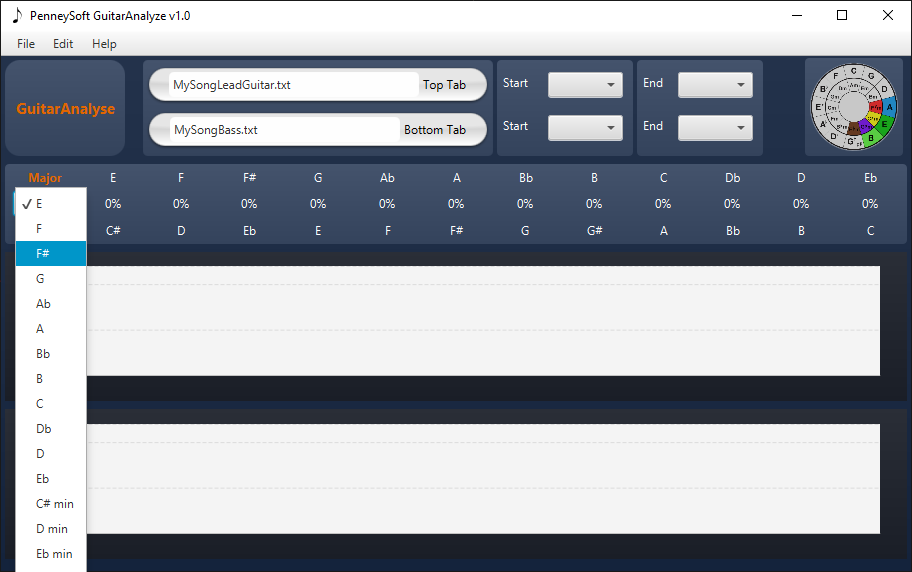 PenneySoft GuitarAnalyze v1.0
File Edit Help
GuitarAnalyse
MySongLeadGuitar.txt Top Tab
MySongBass.txt Bottom Tab
Start
Start
End
End
C
G
D
A
E
B
F
Major E F F# G Ab A Bb B C Db D Eb
0% 0% 0% 0% 0% 0% 0% 0% 0% 0% 0% 0%
C# D Eb E F F# G G# A Bb B C
✓ E
F
F#
G
Ab
A
Bb
B
C
Db
D
Eb
C# min
D min
Eb min